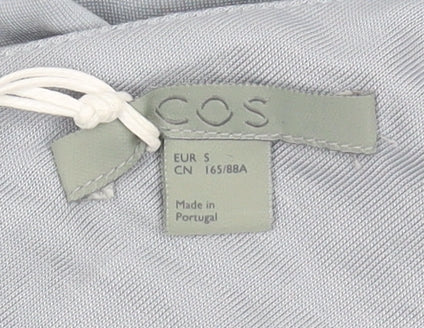 COS
EUR S
CN 165/88A
Made in
Portugal